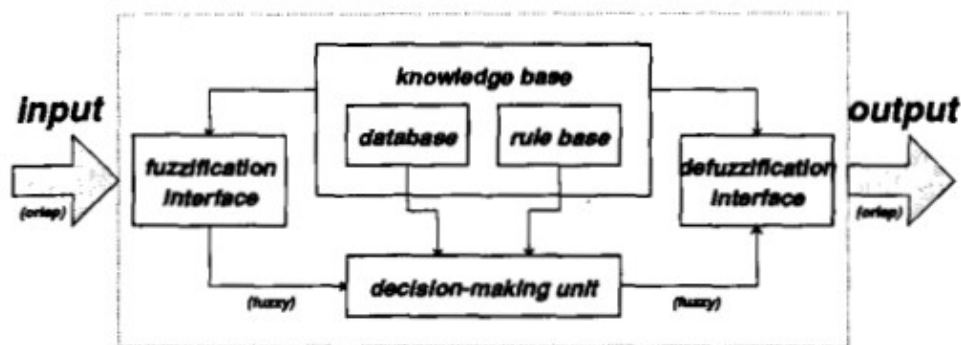 knowledge base
input
output
database
rule base
fuzzification
interface
defuzzification
interface
(crisp)
(crisp)
decision-making unit
(fuzzy)
(fuzzy)